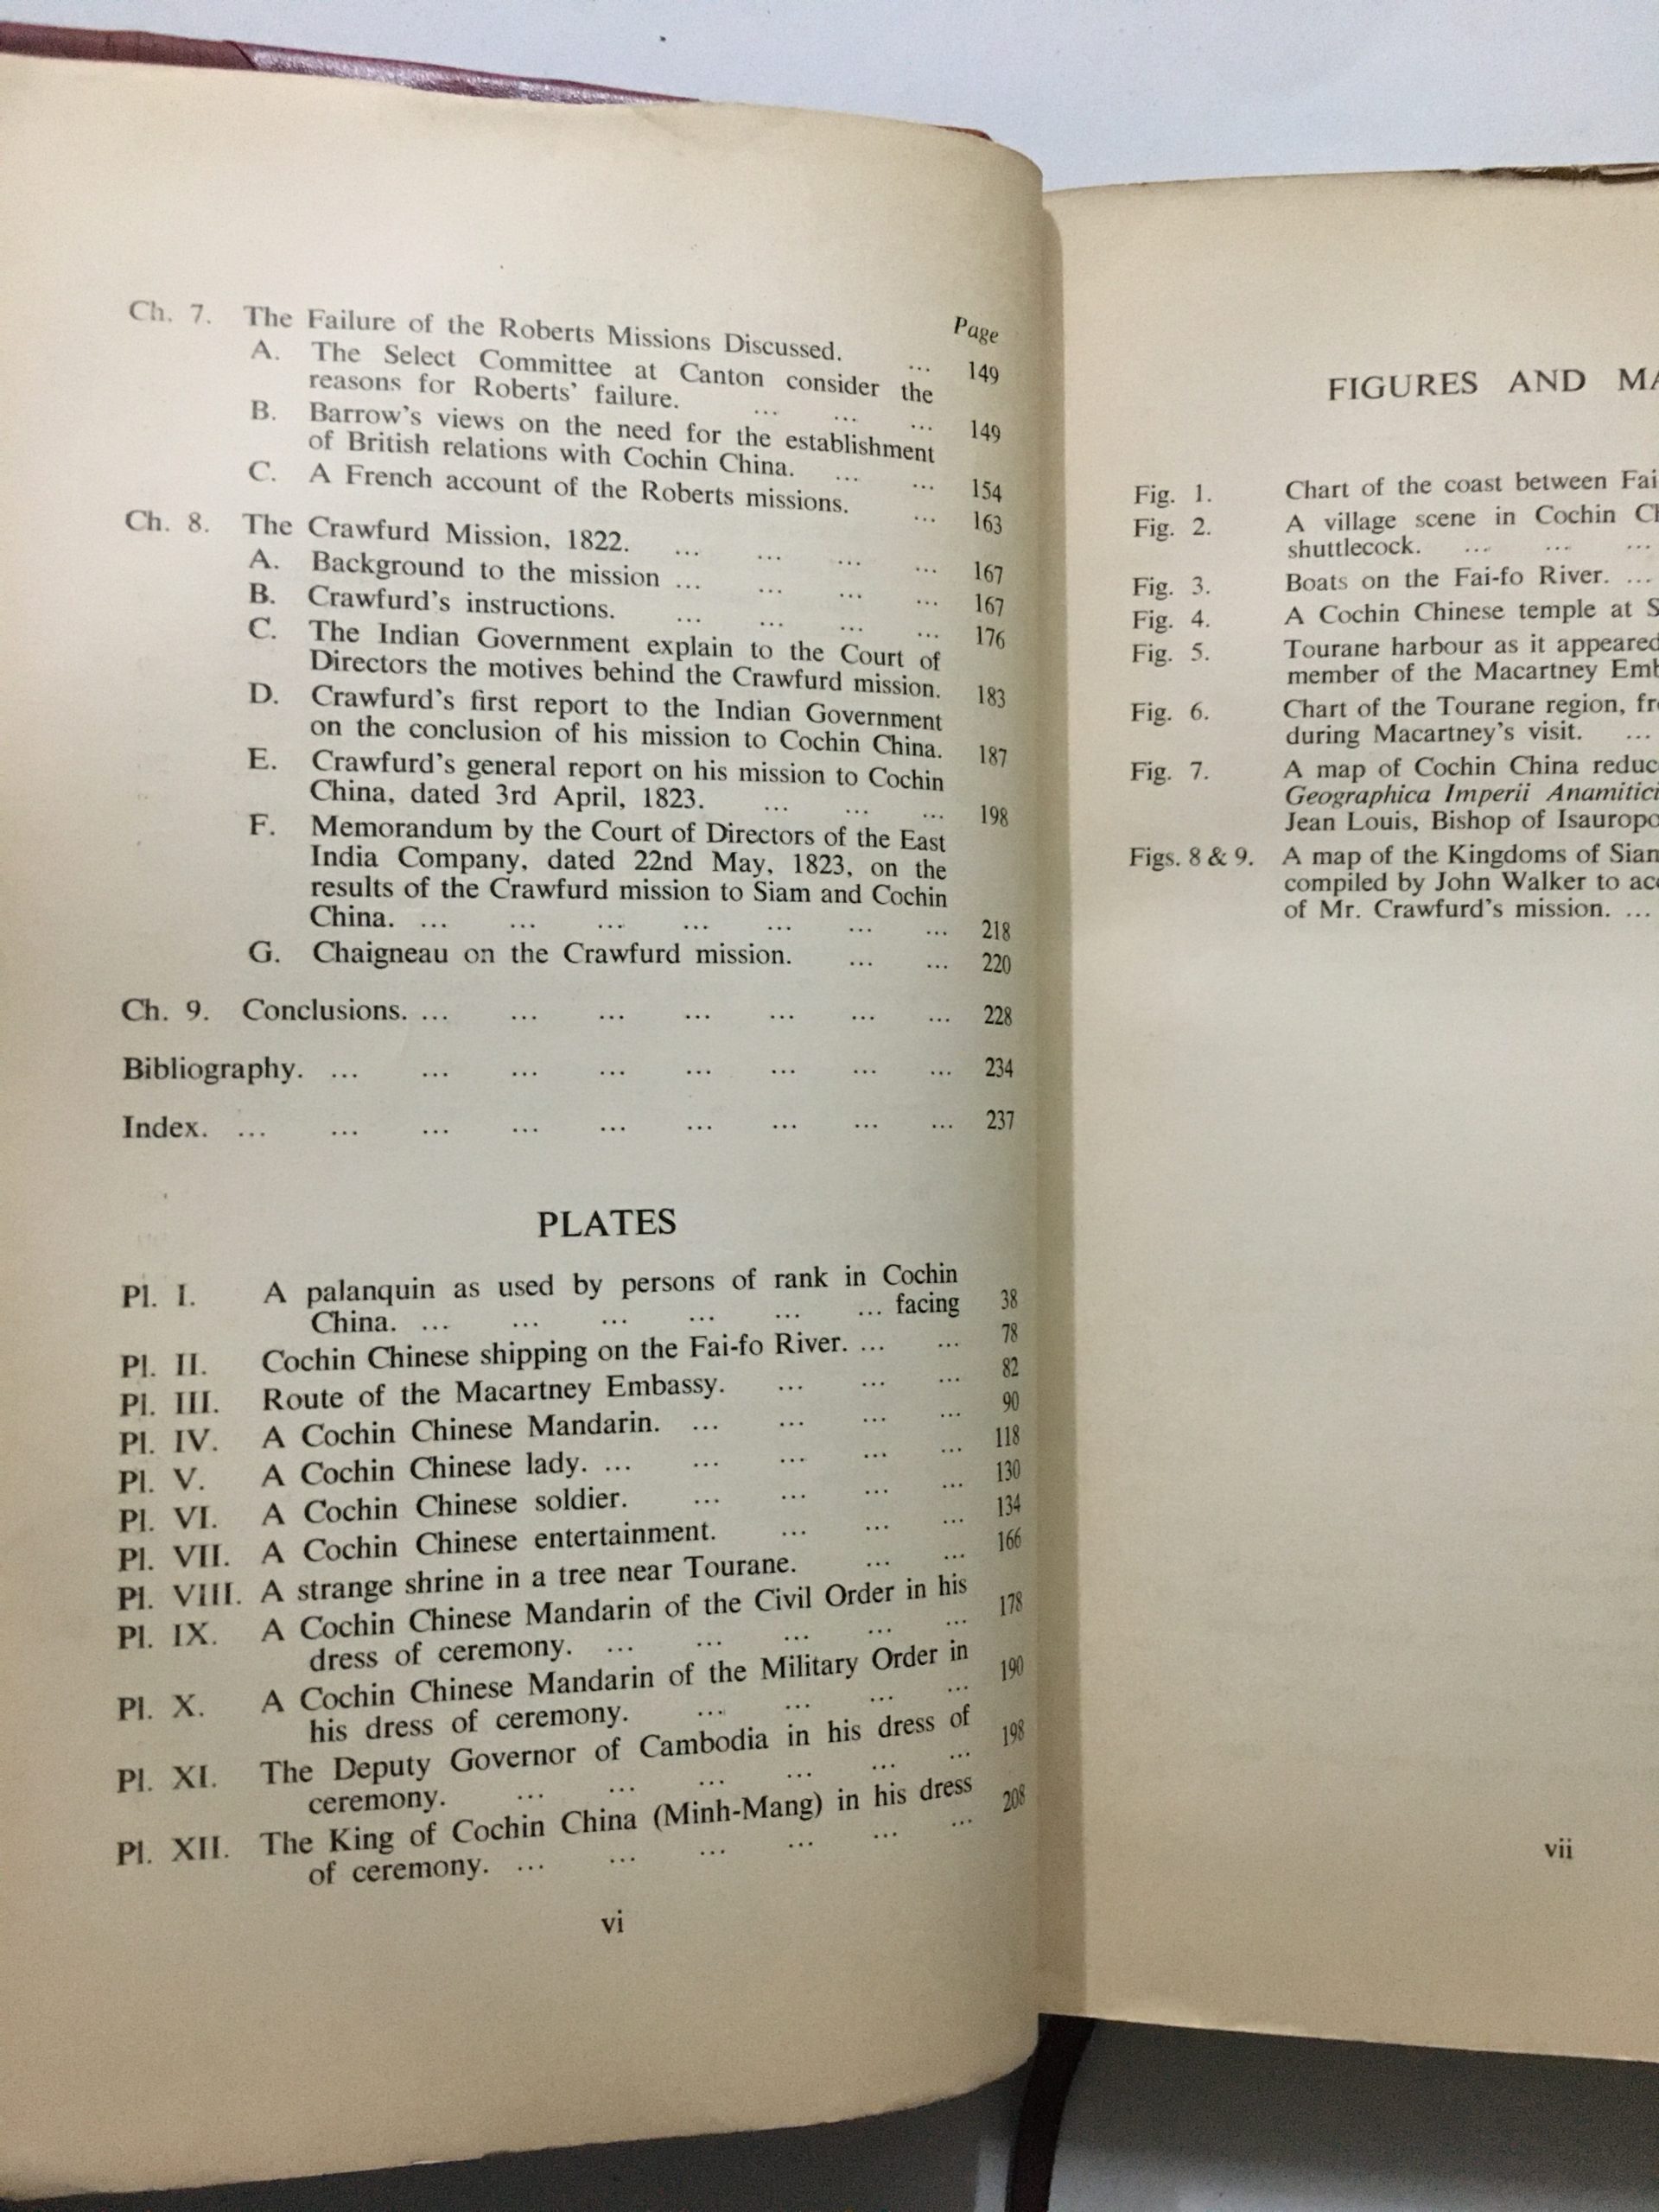 Page
Ch. 7. The Failure of the Roberts Missions Discussed. ... 149
A. The Select Committee at Canton consider the
reasons for Roberts' failure. ... ... ... 149
B. Barrow's views on the need for the establishment
of British relations with Cochin China. ... ... 154
C. A French account of the Roberts missions. ... 163
Ch. 8. The Crawfurd Mission, 1822. ... ... ... ... 167
A. Background to the mission ... ... ... ... 167
B. Crawfurd's instructions. ... ... ... ... 176
C. The Indian Government explain to the Court of
Directors the motives behind the Crawfurd mission. 183
D. Crawfurd's first report to the Indian Government
on the conclusion of his mission to Cochin China. 187
E. Crawfurd's general report on his mission to Cochin
China, dated 3rd April, 1823. ... ... ... 198
F. Memorandum by the Court of Directors of the East
India Company, dated 22nd May, 1823, on the
results of the Crawfurd mission to Siam and Cochin
China. ... ... ... ... ... ... ... 218
G. Chaigneau on the Crawfurd mission. ... ... 220
Ch. 9. Conclusions. ... ... ... ... ... ... ... 228
Bibliography. ... ... ... ... ... ... ... ... 234
Index. ... ... ... ... ... ... ... ... ... 237
PLATES
Pl. I. A palanquin as used by persons of rank in Cochin
China. ... ... ... ... ... ... facing 38
Pl. II. Cochin Chinese shipping on the Fai-fo River. ... ... 78
Pl. III. Route of the Macartney Embassy. ... ... ... 82
Pl. IV. A Cochin Chinese Mandarin. ... ... ... ... 90
Pl. V. A Cochin Chinese lady. ... ... ... ... ... 118
Pl. VI. A Cochin Chinese soldier. ... ... ... ... 130
Pl. VII. A Cochin Chinese entertainment. ... ... ... 134
Pl. VIII. A strange shrine in a tree near Tourane. ... ... 166
Pl. IX. A Cochin Chinese Mandarin of the Civil Order in his
dress of ceremony. ... ... ... ... ... 178
Pl. X. A Cochin Chinese Mandarin of the Military Order in
his dress of ceremony. ... ... ... ... 190
Pl. XI. The Deputy Governor of Cambodia in his dress of
ceremony. ... ... ... ... ... ... 198
Pl. XII. The King of Cochin China (Minh-Mang) in his dress
of ceremony. ... ... ... ... ... ... 208
vi
FIGURES AND MA
Fig. 1. Chart of the coast between Fai
Fig. 2. A village scene in Cochin Ch
shuttlecock. ... ... ...
Fig. 3. Boats on the Fai-fo River. ...
Fig. 4. A Cochin Chinese temple at S
Fig. 5. Tourane harbour as it appeared
member of the Macartney Emb
Fig. 6. Chart of the Tourane region, fr
during Macartney's visit. ...
Fig. 7. A map of Cochin China reduc
Geographica Imperii Anamitici
Jean Louis, Bishop of Isauropo
Figs. 8 & 9. A map of the Kingdoms of Siam
compiled by John Walker to acc
of Mr. Crawfurd's mission. ...
vii